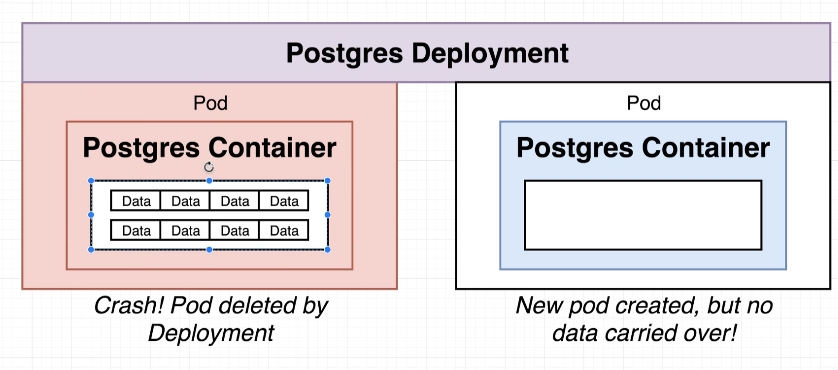 Postgres Deployment
Pod
Postgres Container
Data Data Data Data
Data Data Data Data
Crash! Pod deleted by
Deployment
Pod
Postgres Container
New pod created, but no
data carried over!